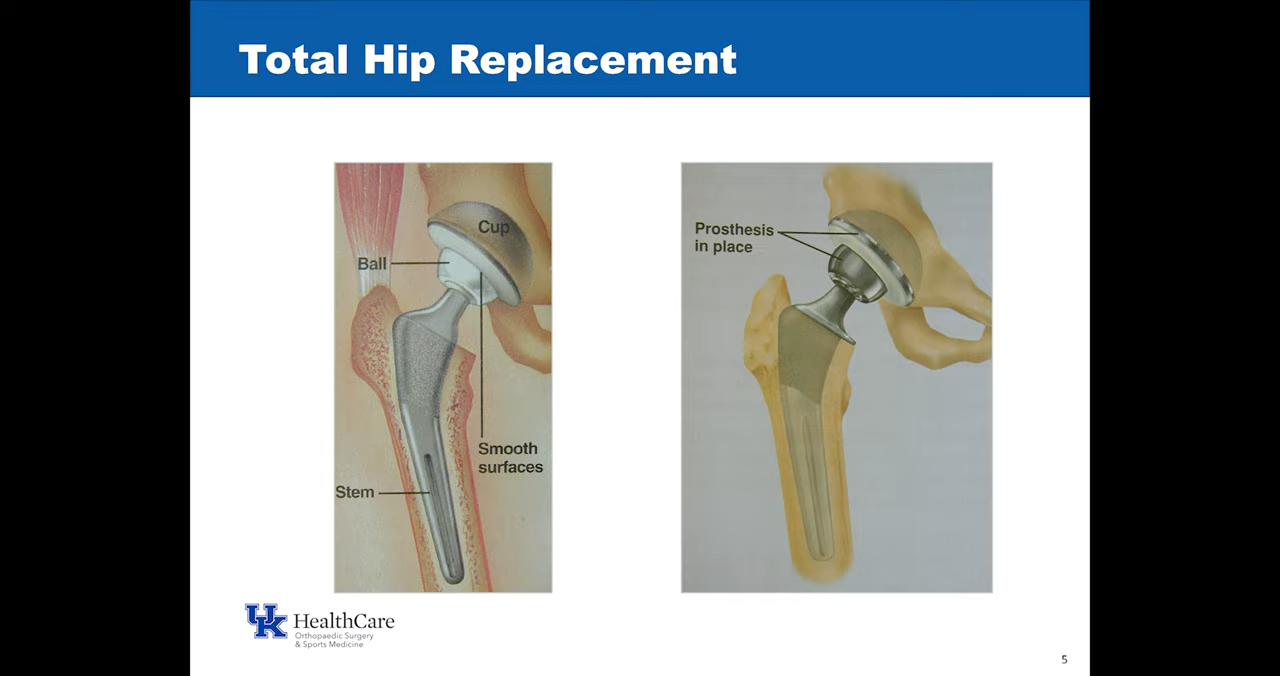 Total Hip Replacement
Cup
Ball
Smooth
surfaces
Stem
Prosthesis
in place
UK HealthCare
Orthopaedic Surgery
& Sports Medicine
5